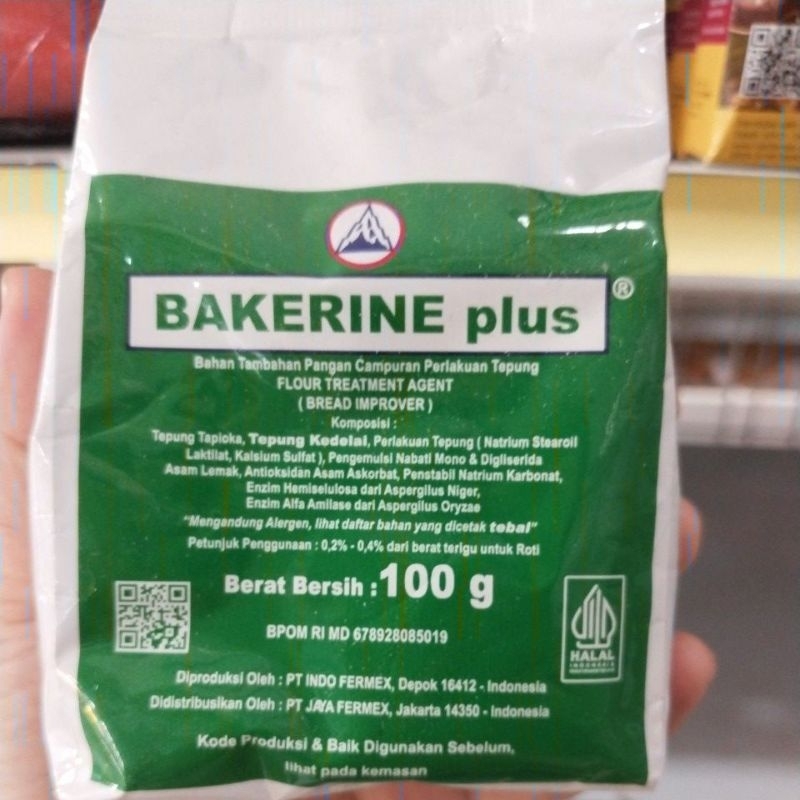 BAKERINE plus ®
Bahan Tambahan Pangan Campuran Perlakuan Tepung
FLOUR TREATMENT AGENT
( BREAD IMPROVER )
Komposisi :
Tepung Tapioka, Tepung Kedelai, Perlakuan Tepung ( Natrium Stearoil
Laktilat, Kalsium Sulfat ), Pengemulsi Nabati Mono & Digliserida
Asam Lemak, Antioksidan Asam Askorbat, Penstabil Natrium Karbonat,
Enzim Hemiselulosa dari Aspergilus Niger,
Enzim Alfa Amilase dari Aspergilus Oryzae
"Mengandung Alergen, lihat daftar bahan yang dicetak tebal"
Petunjuk Penggunaan : 0,2% - 0,4% dari berat terigu untuk Roti
Berat Bersih : 100 g
BPOM RI MD 678928085019
HALAL
INDONESIA
Diproduksi Oleh : PT INDO FERMEX, Depok 16412 - Indonesia
Didistribusikan Oleh : PT JAYA FERMEX, Jakarta 14350 - Indonesia
Kode Produksi & Baik Digunakan Sebelum,
lihat pada kemasan